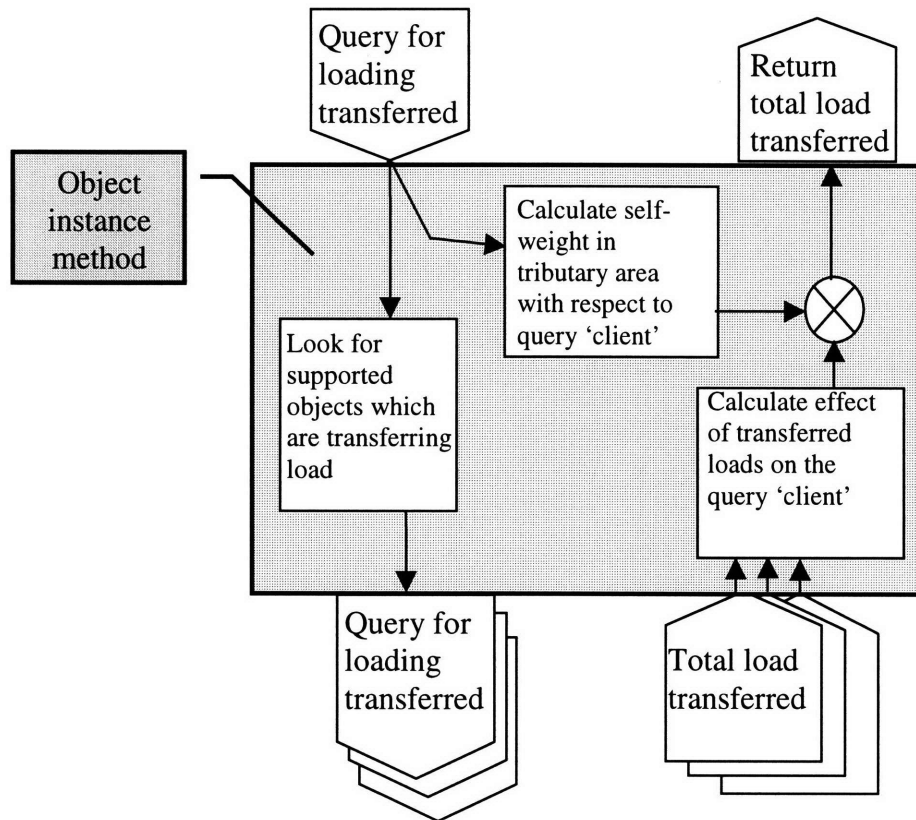 Query for
loading
transferred
Return
total load
transferred
Object
instance
method
Calculate self-
weight in
tributary area
with respect to
query ‘client’
Look for
supported
objects which
are transferring
load
Calculate effect
of transferred
loads on the
query ‘client’
Query for
loading
transferred
Total load
transferred